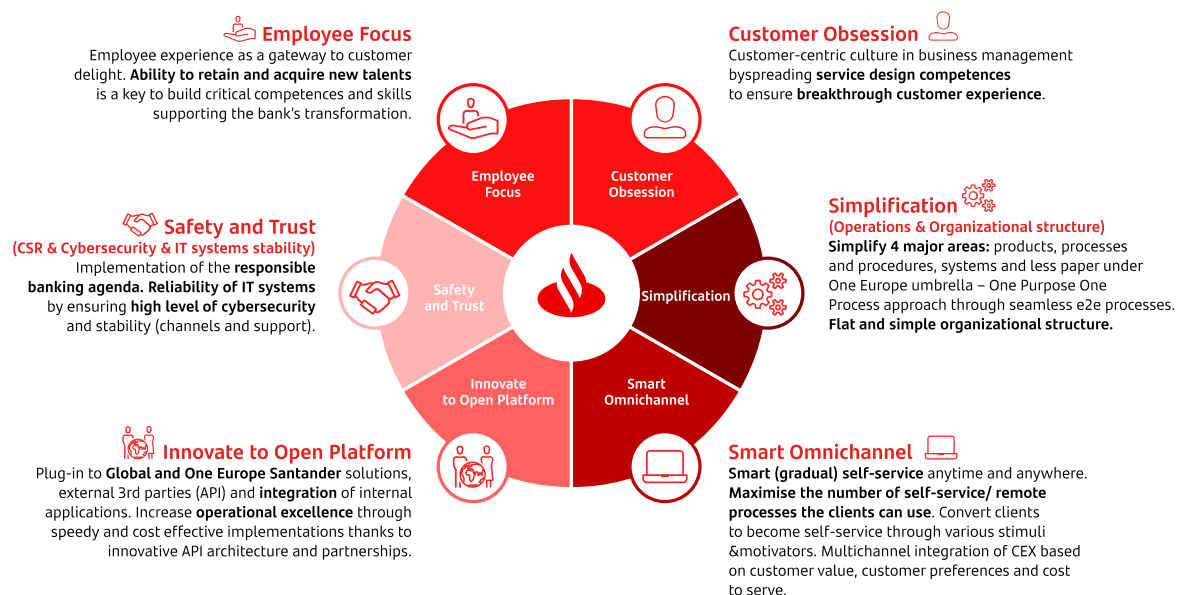 Employee Focus
Employee experience as a gateway to customer
delight. Ability to retain and acquire new talents
is a key to build critical competences and skills
supporting the bank's transformation.
Customer Obsession
Customer-centric culture in business management
byspreading service design competences
to ensure breakthrough customer experience.
Safety and Trust
(CSR & Cybersecurity & IT systems stability)
Implementation of the responsible
banking agenda. Reliability of IT systems
by ensuring high level of cybersecurity
and stability (channels and support).
Employee
Focus
Customer
Obsession
Safety
and Trust
Simplification
Innovate
to Open Platform
Smart
Omnichannel
Simplification
(Operations & Organizational structure)
Simplify 4 major areas: products, processes
and procedures, systems and less paper under
One Europe umbrella – One Purpose One
Process approach through seamless e2e processes.
Flat and simple organizational structure.
Innovate to Open Platform
Plug-in to Global and One Europe Santander solutions,
external 3rd parties (API) and integration of internal
applications. Increase operational excellence through
speedy and cost effective implementations thanks to
innovative API architecture and partnerships.
Smart Omnichannel
Smart (gradual) self-service anytime and anywhere.
Maximise the number of self-service/ remote
processes the clients can use. Convert clients
to become self-service through various stimuli
&motivators. Multichannel integration of CEX based
on customer value, customer preferences and cost
to serve.